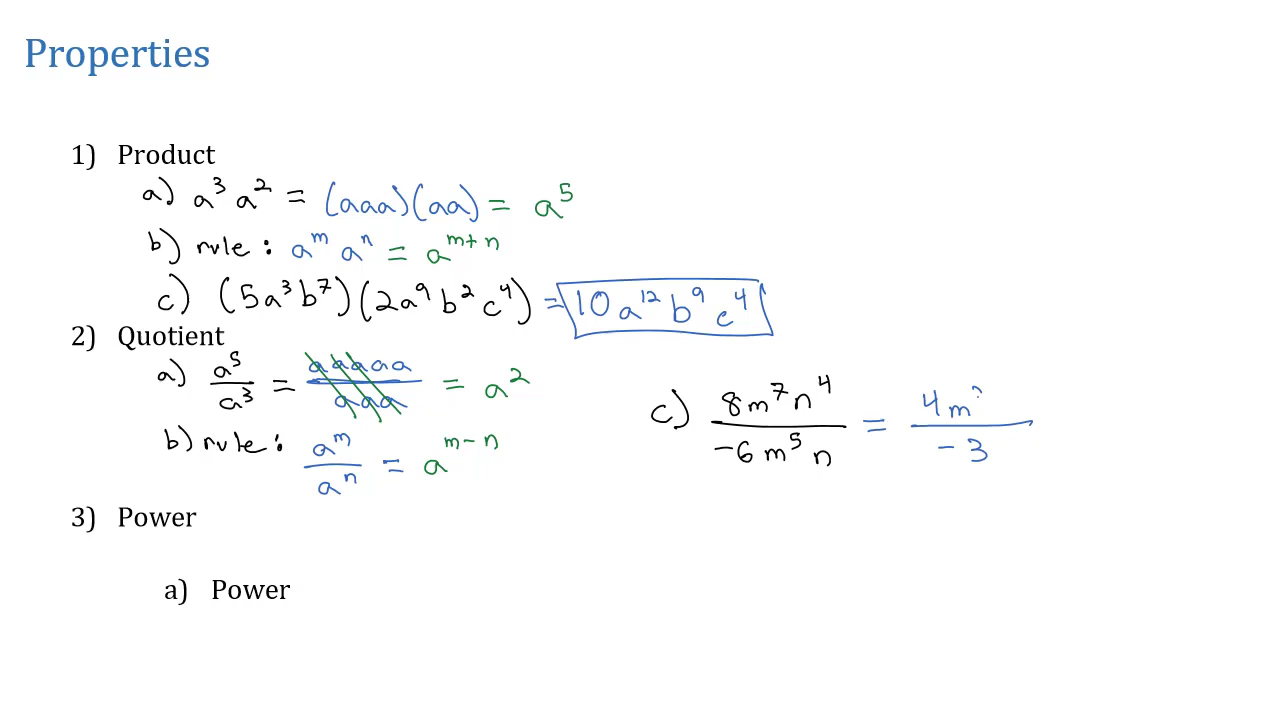 Properties
1) Product
a) a³ a² = (aaa)(aa) = a⁵
b) rule: aᵐ aⁿ = aᵐ⁺ⁿ
c) (5a³b⁷)(2a⁹b²c⁴) = 10a¹²b⁹c⁴
2) Quotient
a) a⁵/a³ = aaaaa/aaa = a²
b) rule: aᵐ/aⁿ = aᵐ⁻ⁿ
c) 8m⁷n⁴/-6m⁵n = 4m/-3
3) Power
a) Power